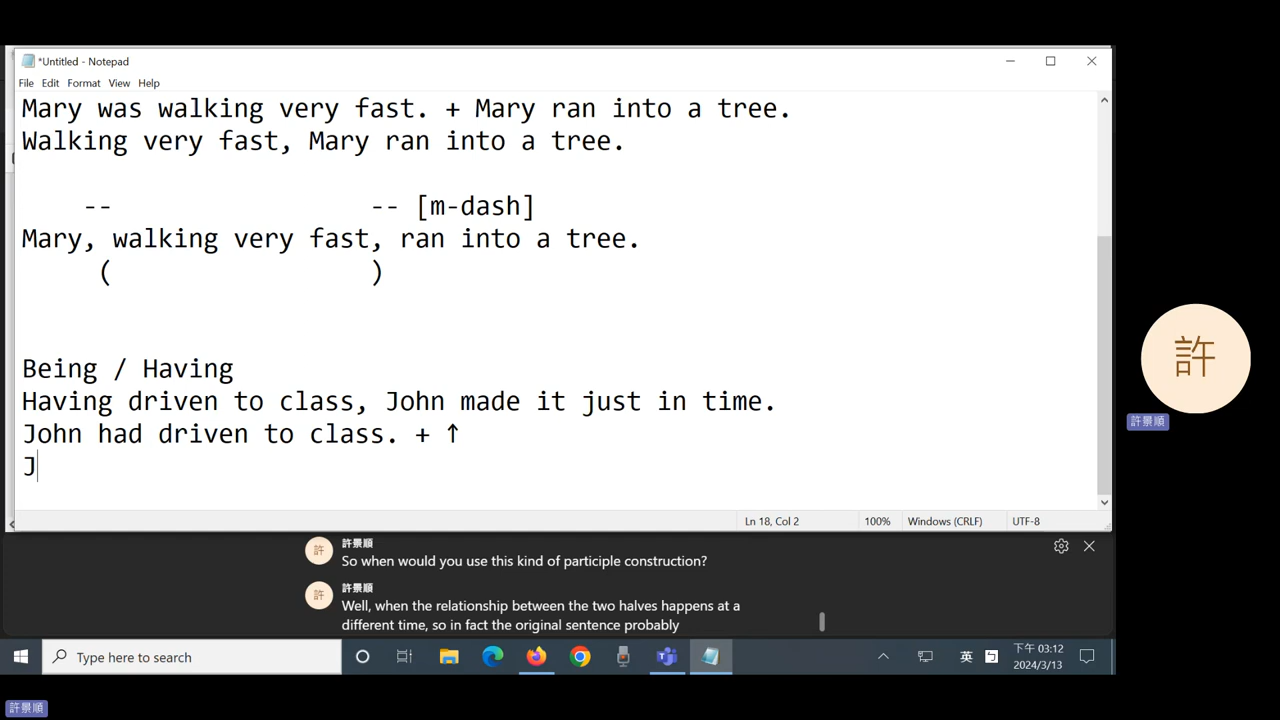 *Untitled - Notepad
File Edit Format View Help
Mary was walking very fast. + Mary ran into a tree.
Walking very fast, Mary ran into a tree.
-- -- [m-dash]
Mary, walking very fast, ran into a tree.
( )
Being / Having
Having driven to class, John made it just in time.
John had driven to class. + ↑
J
Ln 18, Col 2 100% Windows (CRLF) UTF-8
許
許景順
許 許景順
So when would you use this kind of participle construction?
許 許景順
Well, when the relationship between the two halves happens at a
different time, so in fact the original sentence probably
Type here to search
英
下午 03:12
2024/3/13
許景順